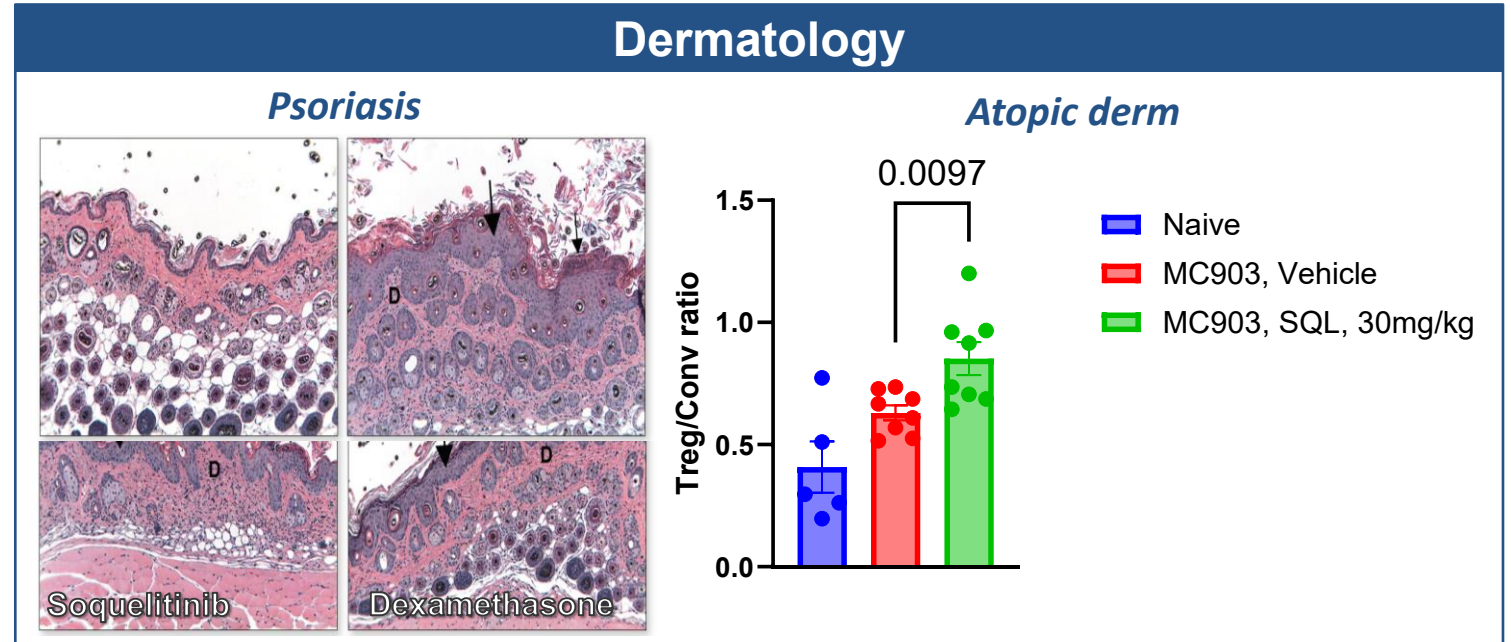 Dermatology
Psoriasis
D
D
D
Soquelitinib
Dexamethasone
Atopic derm
0.0097
Treg/Conv ratio
1.5
1.0
0.5
0.0
Naive
MC903, Vehicle
MC903, SQL, 30mg/kg